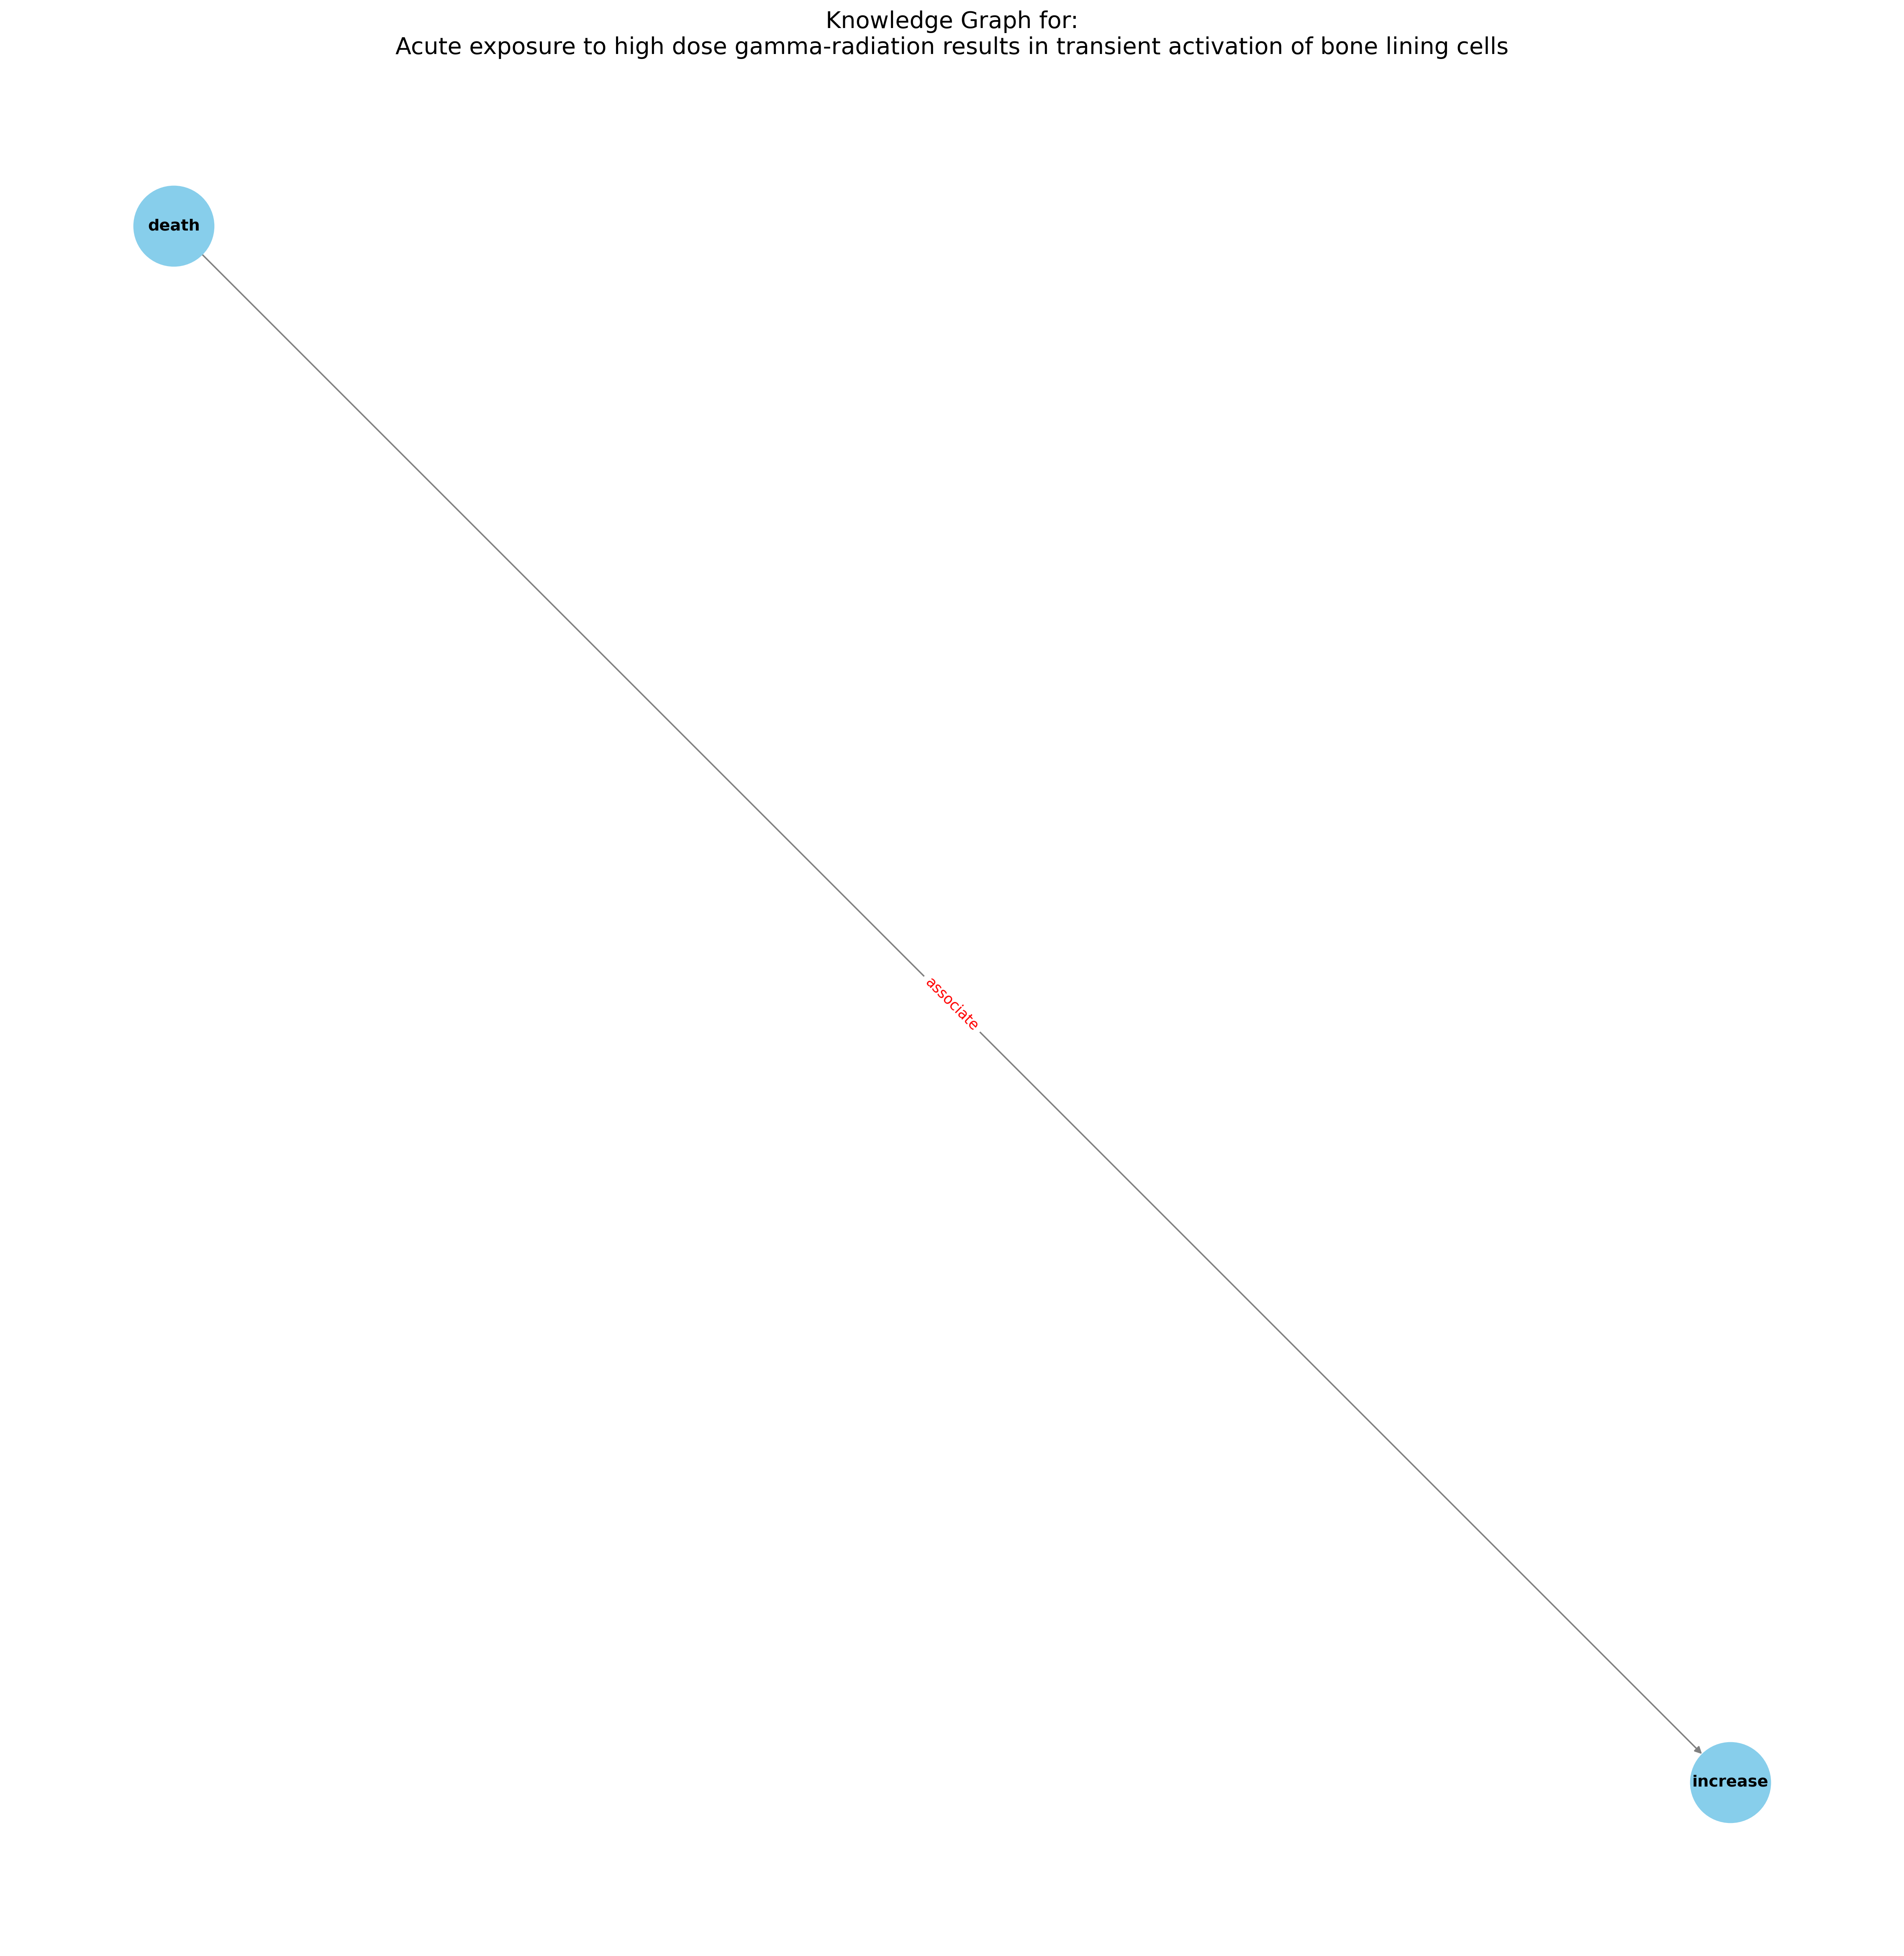 Knowledge Graph for:
Acute exposure to high dose gamma-radiation results in transient activation of bone lining cells
death
associate
increase